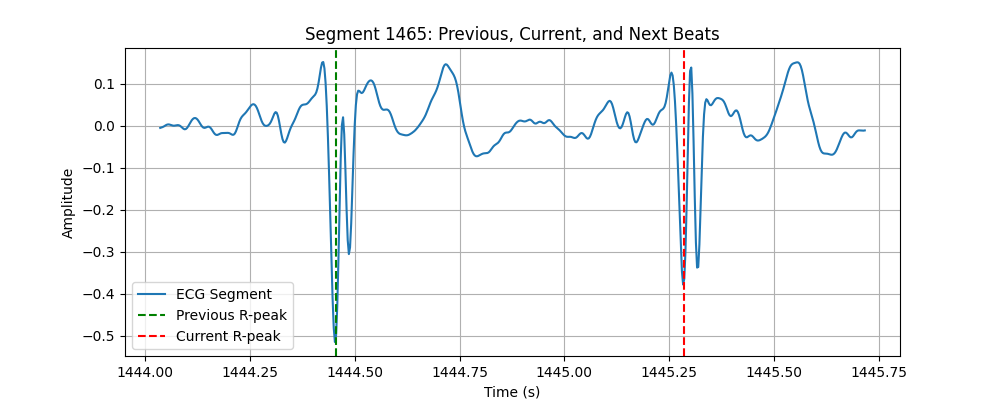 Segment 1465: Previous, Current, and Next Beats
Amplitude
0.1
0.0
−0.1
−0.2
−0.3
−0.4
−0.5
ECG Segment
Previous R-peak
Current R-peak
1444.00 1444.25 1444.50 1444.75 1445.00 1445.25 1445.50 1445.75
Time (s)